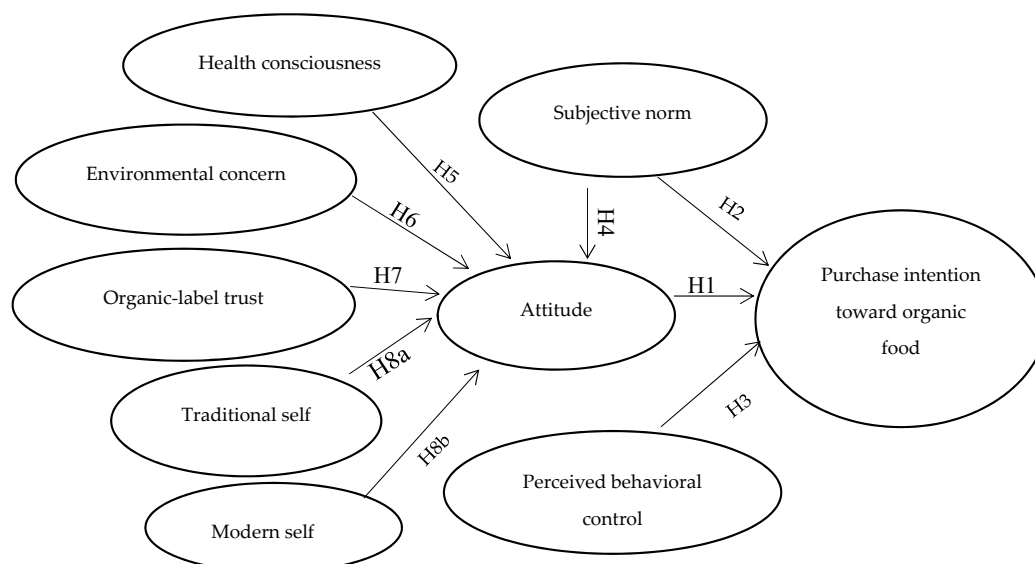 Health consciousness
Subjective norm
Environmental concern
H5
H6
H4
H2
Organic-label trust
H7
Attitude
H1
Purchase intention
toward organic
food
H8a
Traditional self
H8b
H3
Perceived behavioral
control
Modern self